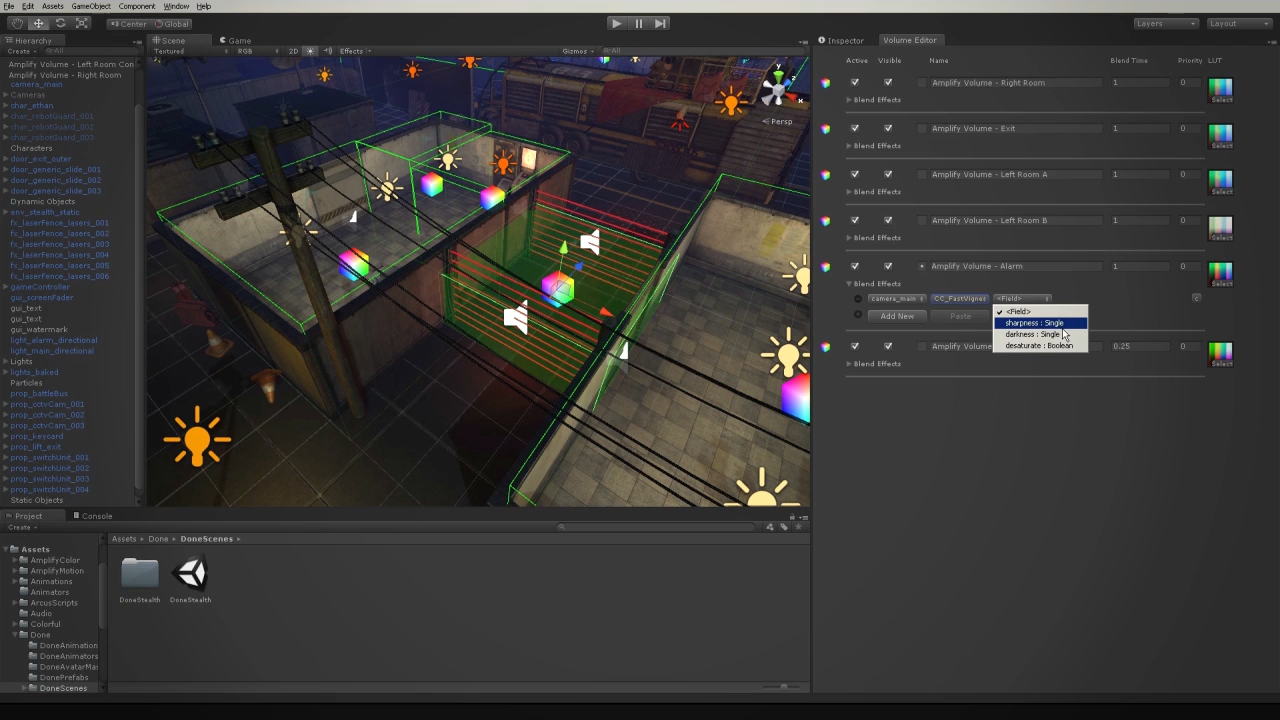 File Edit Assets GameObject Component Window Help
Center Global
Layers
Layout
Hierarchy
Create
All
Amplify Volume - Left Room Con
Amplify Volume - Right Room
camera_main
Cameras
char_ethan
char_robotGuard_001
char_robotGuard_002
char_robotGuard_003
Characters
door_exit_outer
door_generic_slide_001
door_generic_slide_002
door_generic_slide_003
Dynamic Objects
env_stealth_static
fx_laserFence_lasers_001
fx_laserFence_lasers_002
fx_laserFence_lasers_003
fx_laserFence_lasers_004
fx_laserFence_lasers_005
fx_laserFence_lasers_006
gameController
gui_screenFader
gui_text
gui_text
gui_watermark
light_alarm_directional
light_main_directional
Lights
lights_baked
Particles
prop_battleBus
prop_cctvCam_001
prop_cctvCam_002
prop_cctvCam_003
prop_keycard
prop_lift_exit
prop_switchUnit_001
prop_switchUnit_002
prop_switchUnit_003
prop_switchUnit_004
Static Objects
Scene Game
Textured RGB 2D Effects Gizmos All
y
z
x
Persp
Inspector Volume Editor
Active Visible Name Blend Time Priority LUT
Amplify Volume - Right Room 1 0 Select
Blend Effects
Amplify Volume - Exit 1 0 Select
Blend Effects
Amplify Volume - Left Room A 1 0 Select
Blend Effects
Amplify Volume - Left Room B 1 0 Select
Blend Effects
Amplify Volume - Alarm 1 0 Select
Blend Effects
camera_main CC_FastVignet <Field> C
Add New Paste
<Field>
sharpness : Single
darkness : Single
desaturate : Boolean
Amplify Volume 0.25 0 Select
Blend Effects
Project Console
Create
Assets
AmplifyColor
AmplifyMotion
Animations
Animators
ArcusScripts
Audio
Colorful
Done
DoneAnimation
DoneAnimators
DoneAvatarMas
DonePrefabs
DoneScenes
Assets Done DoneScenes
DoneStealth
DoneStealth